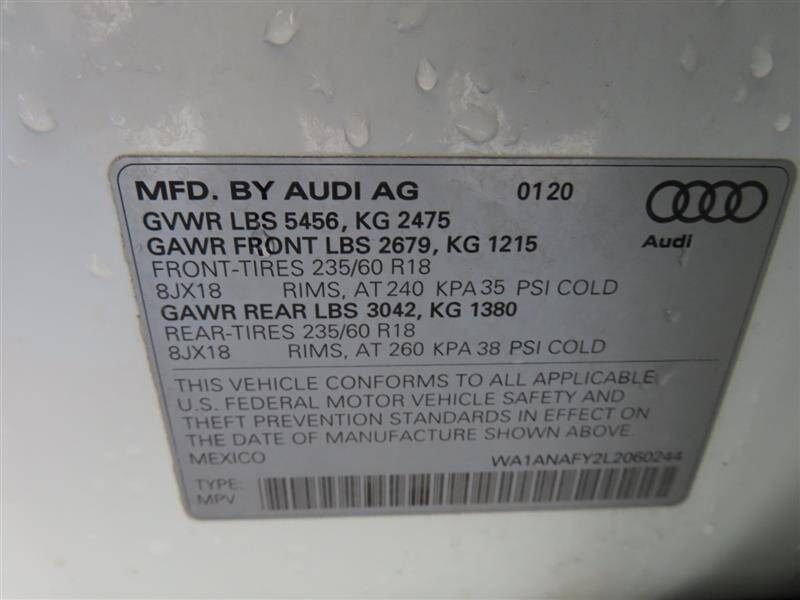 MFD. BY AUDI AG 0120
GVWR LBS 5456, KG 2475
GAWR FRONT LBS 2679, KG 1215
Audi
FRONT-TIRES 235/60 R18
8JX18 RIMS, AT 240 KPA 35 PSI COLD
GAWR REAR LBS 3042, KG 1380
REAR-TIRES 235/60 R18
8JX18 RIMS, AT 260 KPA 38 PSI COLD
THIS VEHICLE CONFORMS TO ALL APPLICABLE
U.S. FEDERAL MOTOR VEHICLE SAFETY AND
THEFT PREVENTION STANDARDS IN EFFECT ON
THE DATE OF MANUFACTURE SHOWN ABOVE.
MEXICO WA1ANAFY2L2060244
TYPE:
MPV